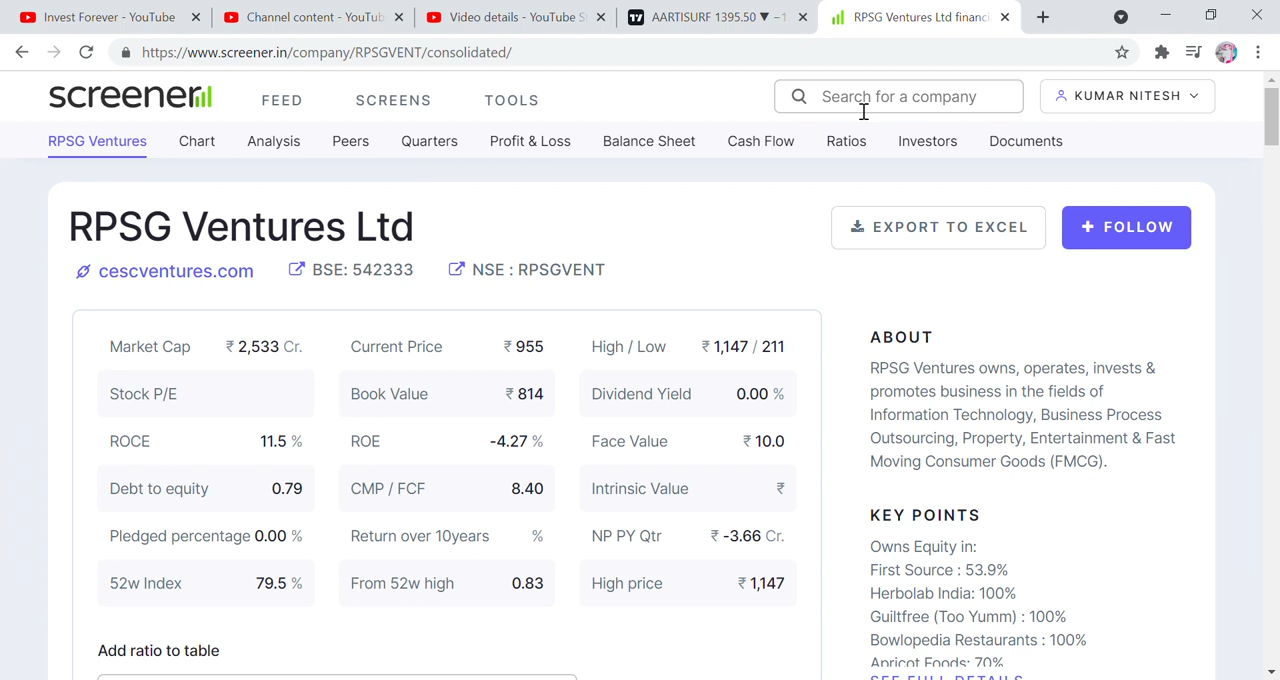 Invest Forever - YouTube
Channel content - YouTub
Video details - YouTube S
AARTISURF 1395.50 ▼ −1.
RPSG Ventures Ltd financi
https://www.screener.in/company/RPSGVENT/consolidated/
screener
FEED
SCREENS
TOOLS
Search for a company
KUMAR NITESH
RPSG Ventures
Chart
Analysis
Peers
Quarters
Profit & Loss
Balance Sheet
Cash Flow
Ratios
Investors
Documents
RPSG Ventures Ltd
EXPORT TO EXCEL
+ FOLLOW
cescventures.com
BSE: 542333
NSE : RPSGVENT
Market Cap ₹ 2,533 Cr.
Current Price ₹ 955
High / Low ₹ 1,147 / 211
Stock P/E
Book Value ₹ 814
Dividend Yield 0.00 %
ROCE 11.5 %
ROE -4.27 %
Face Value ₹ 10.0
Debt to equity 0.79
CMP / FCF 8.40
Intrinsic Value ₹
Pledged percentage 0.00 %
Return over 10years %
NP PY Qtr ₹ -3.66 Cr.
52w Index 79.5 %
From 52w high 0.83
High price ₹ 1,147
Add ratio to table
ABOUT
RPSG Ventures owns, operates, invests &
promotes business in the fields of
Information Technology, Business Process
Outsourcing, Property, Entertainment & Fast
Moving Consumer Goods (FMCG).
KEY POINTS
Owns Equity in:
First Source : 53.9%
Herbolab India: 100%
Guiltfree (Too Yumm) : 100%
Bowlopedia Restaurants : 100%
Apricot Foods: 70%
SEE FULL DETAILS